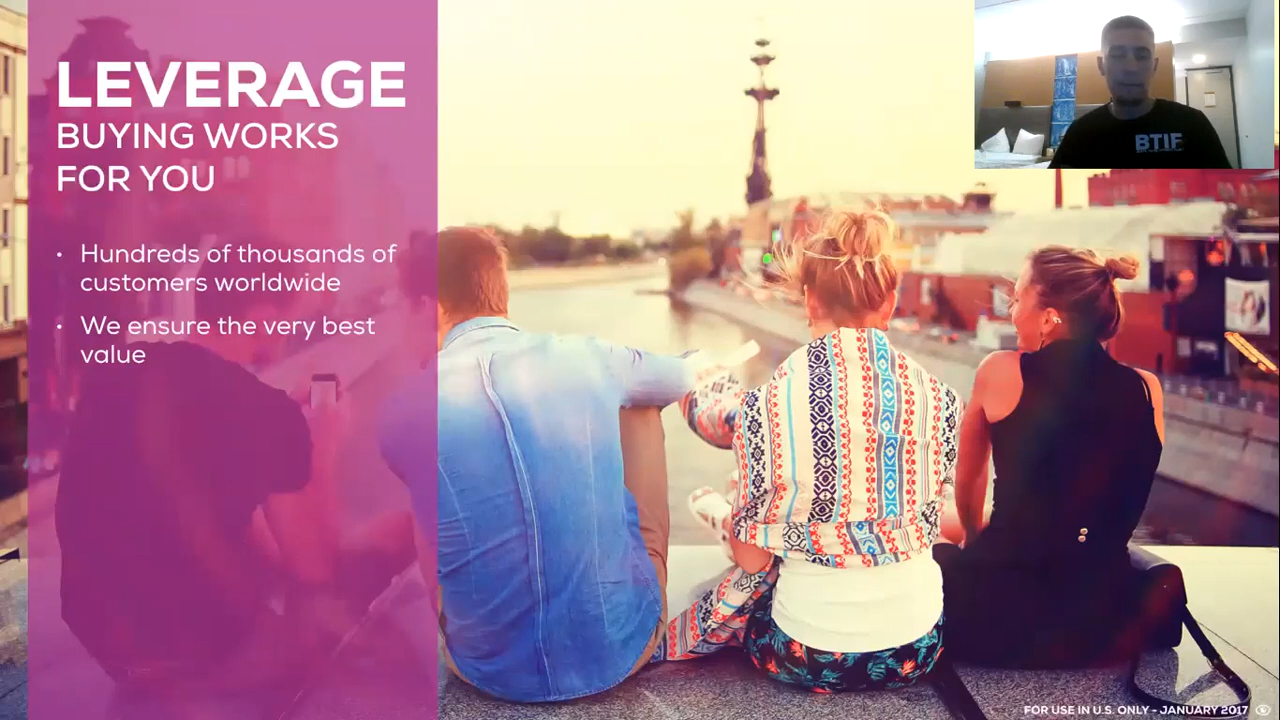 LEVERAGE
BUYING WORKS
FOR YOU
• Hundreds of thousands of
customers worldwide
• We ensure the very best
value
BTIF
FOR USE IN U.S. ONLY - JANUARY 2017